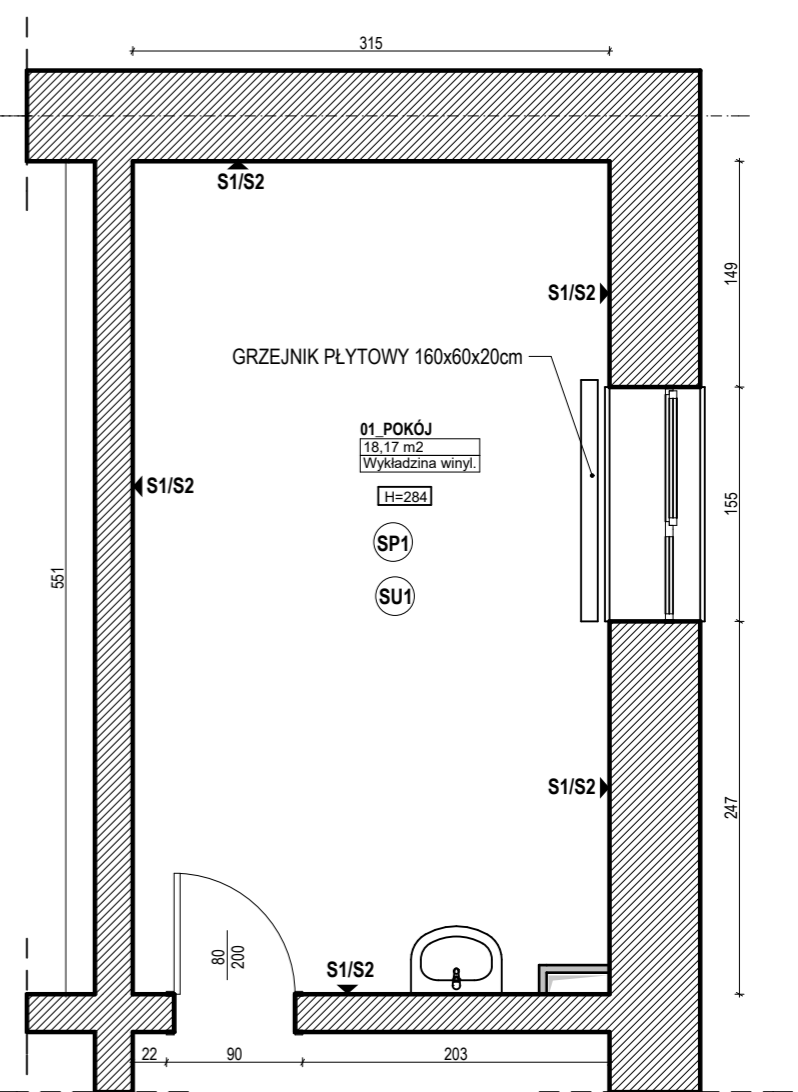 315
S1/S2
149
S1/S2
GRZEJNIK PŁYTOWY 160x60x20cm
01_POKÓJ
18,17 m2
Wykładzina winyl.
S1/S2
H=284
155
SP1
551
SU1
S1/S2
247
80
200
S1/S2
22
90
203